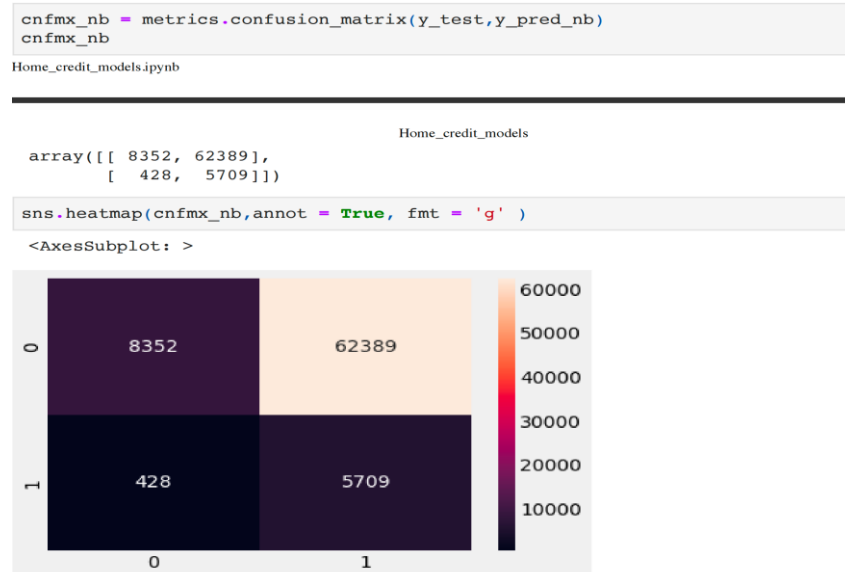 cnfmx_nb = metrics.confusion_matrix(y_test,y_pred_nb)
cnfmx_nb
Home_credit_models.ipynb
Home_credit_models
array([[ 8352, 62389],
       [  428,  5709]])
sns.heatmap(cnfmx_nb,annot = True, fmt = 'g' )
<AxesSubplot: >
60000
0 8352 62389
50000
40000
30000
20000
1 428 5709
10000
0 1